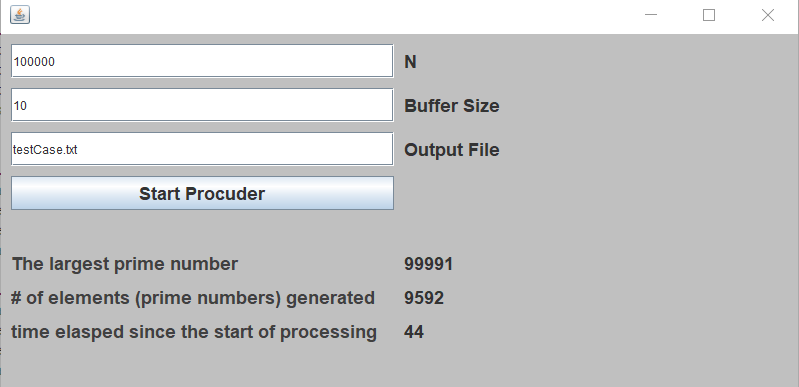 100000 N
10 Buffer Size
testCase.txt Output File
Start Procuder
The largest prime number 99991
# of elements (prime numbers) generated 9592
time elasped since the start of processing 44